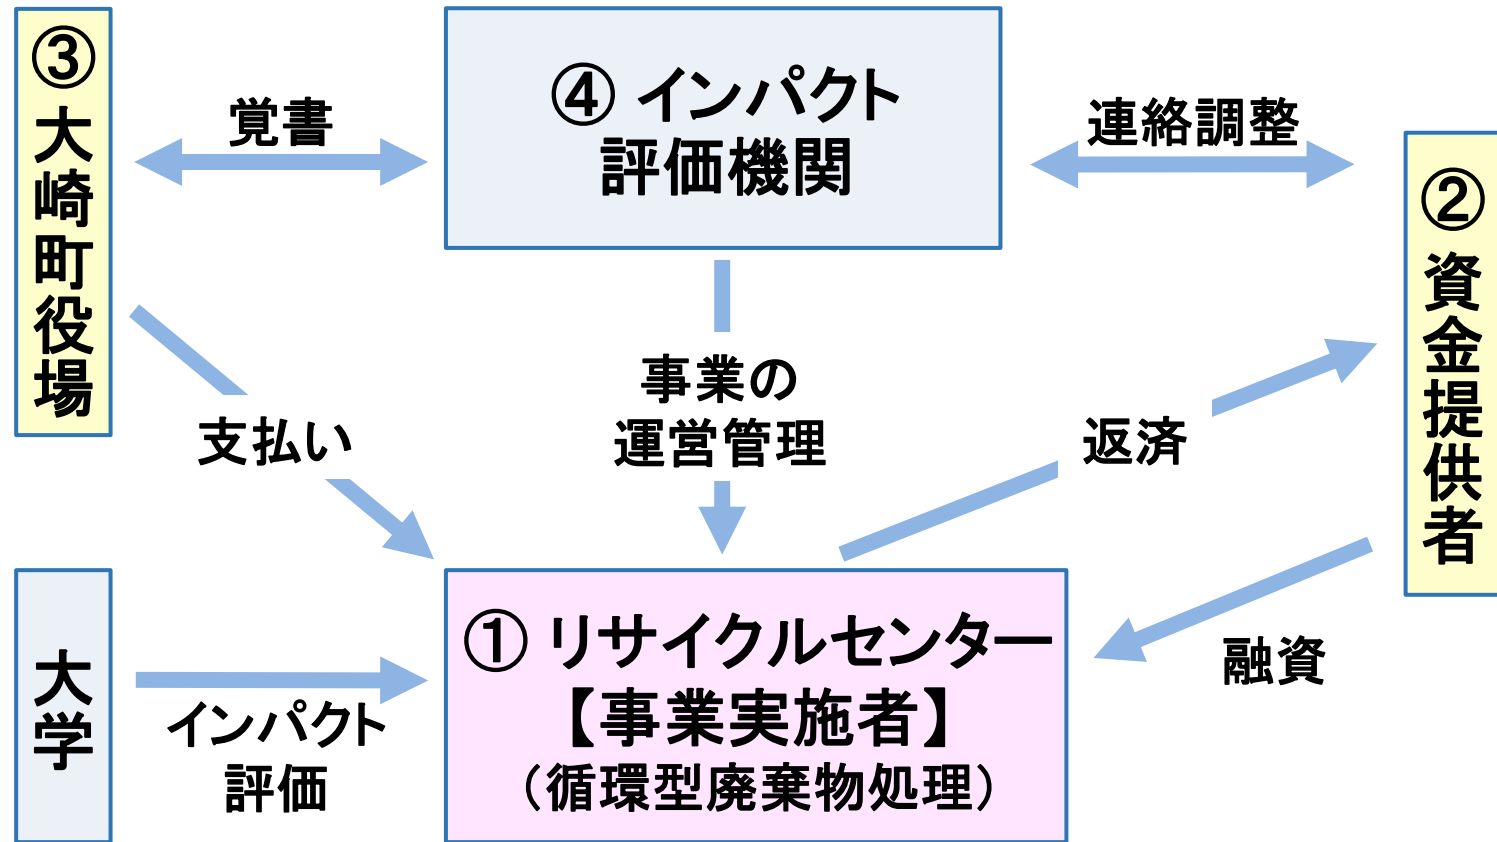 ③大崎町役場
覚書
④ インパクト
評価機関
連絡調整
②資金提供者
支払い
事業の
運営管理
返済
融資
大学
インパクト
評価
① リサイクルセンター
【事業実施者】
（循環型廃棄物処理）